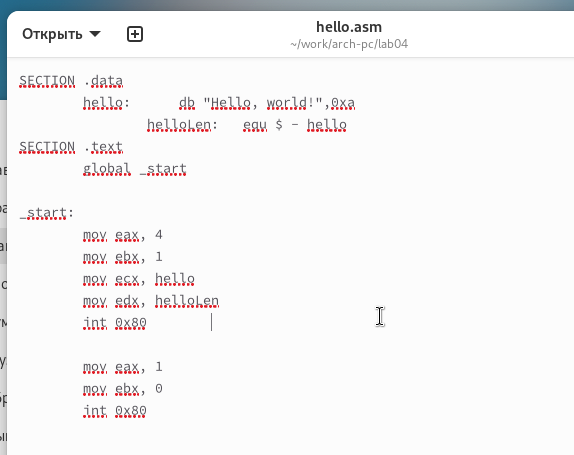 Открыть
hello.asm
~/work/arch-pc/lab04
SECTION .data
hello: db "Hello, world!",0xa
helloLen: equ $ - hello
SECTION .text
global _start
_start:
mov eax, 4
mov ebx, 1
mov ecx, hello
mov edx, helloLen
int 0x80
mov eax, 1
mov ebx, 0
int 0x80